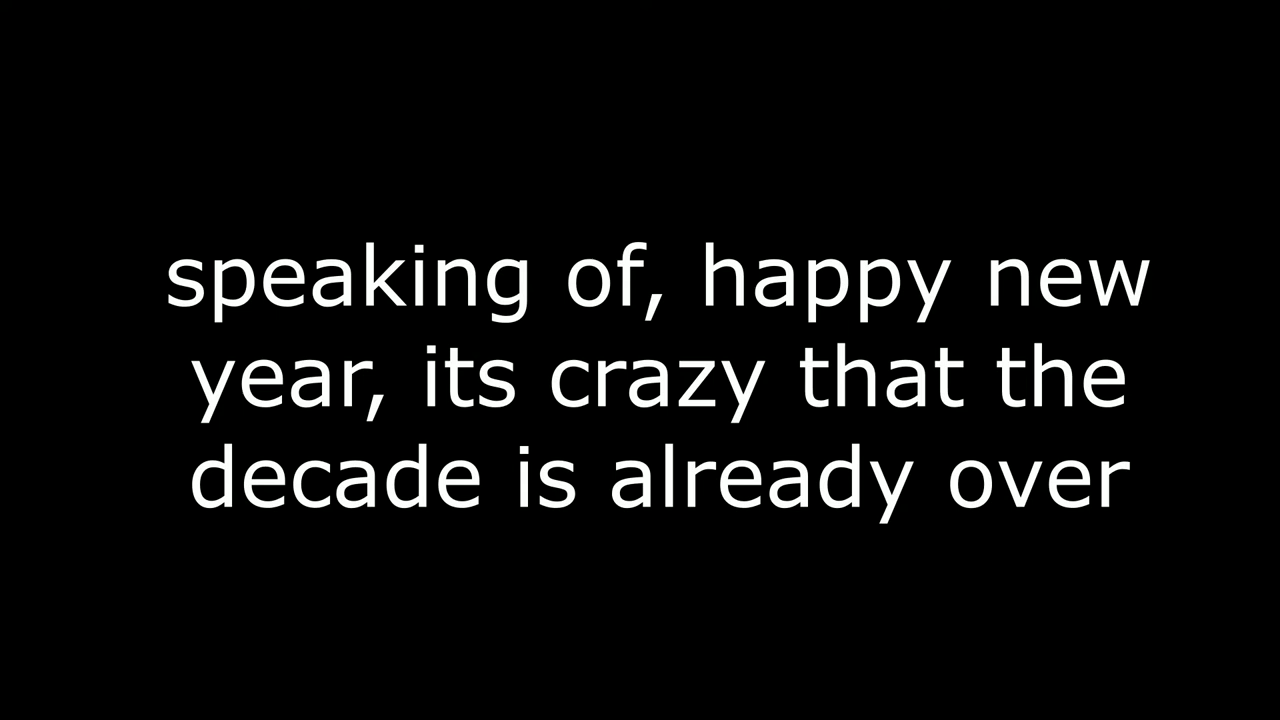 speaking of, happy new
year, its crazy that the
decade is already over